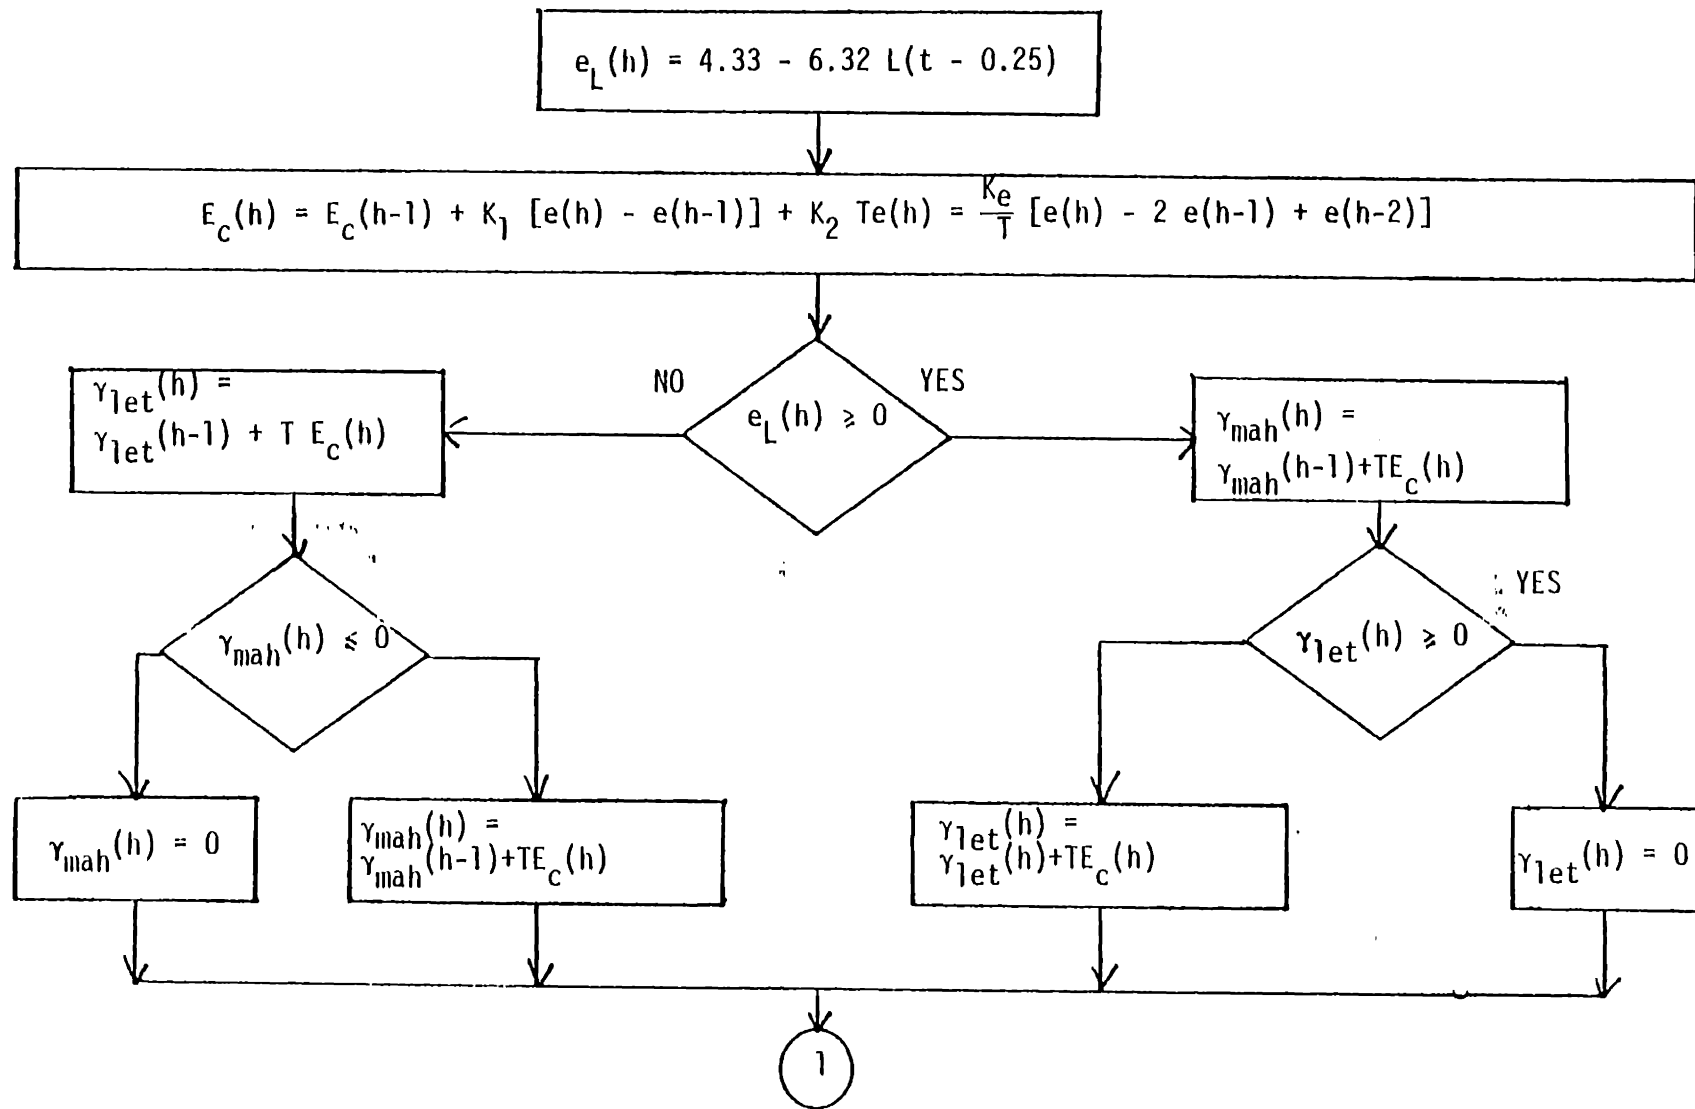 e_L(h) = 4.33 - 6.32 L(t - 0.25)
E_c(h) = E_c(h-1) + K_1 [e(h) - e(h-1)] + K_2 Te(h) = K_e/T [e(h) - 2 e(h-1) + e(h-2)]
NO
YES
e_L(h) ⩾ 0
γ_let(h) =
γ_let(h-1) + T E_c(h)
γ_mah(h) =
γ_mah(h-1)+TE_c(h)
YES
γ_mah(h) ⩽ 0
γ_let(h) ⩾ 0
γ_mah(h) = 0
γ_mah(h) =
γ_mah(h-1)+TE_c(h)
γ_let(h) =
γ_let(h)+TE_c(h)
γ_let(h) = 0
1